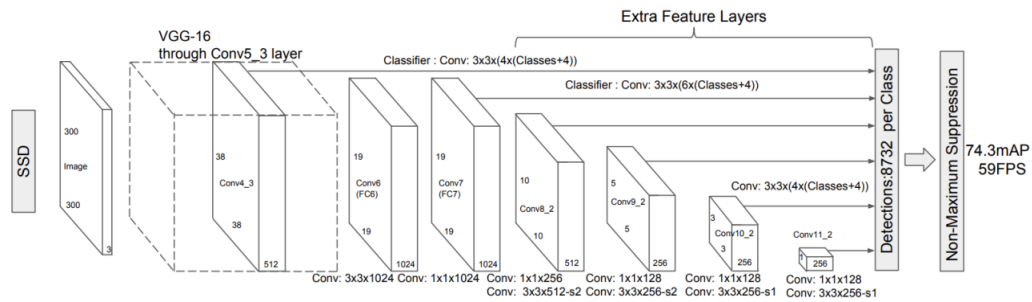 Extra Feature Layers
VGG-16
through Conv5_3 layer
Classifier : Conv: 3x3x(4x(Classes+4))
Classifier : Conv: 3x3x(6x(Classes+4))
SSD
300
Image
300
3
38
Conv4_3
38
512
19
Conv6
(FC6)
19
1024
19
Conv7
(FC7)
19
1024
10
Conv8_2
10
512
5
Conv9_2
5
256
Conv: 3x3x(4x(Classes+4))
3
Conv10_2
3
256
Conv11_2
1
256
Detections:8732 per Class
Non-Maximum Suppression
74.3mAP
59FPS
Conv: 3x3x1024
Conv: 1x1x1024
Conv: 1x1x256
Conv: 3x3x512-s2
Conv: 1x1x128
Conv: 3x3x256-s2
Conv: 1x1x128
Conv: 3x3x256-s1
Conv: 1x1x128
Conv: 3x3x256-s1